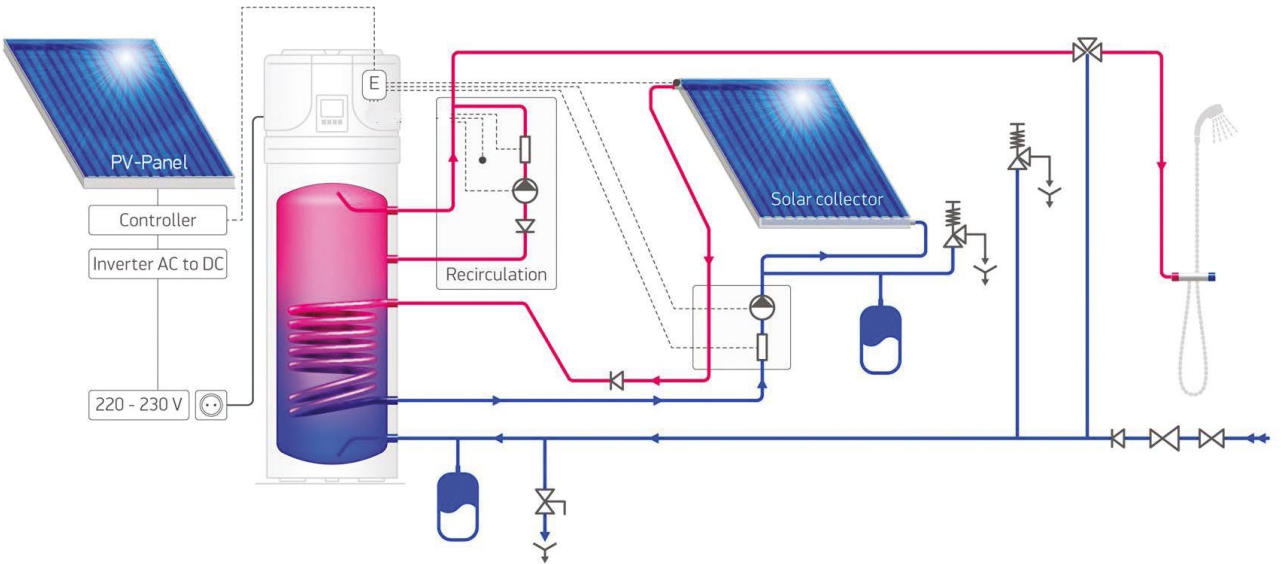 E
PV-Panel
Solar collector
Controller
Inverter AC to DC
Recirculation
220 - 230 V